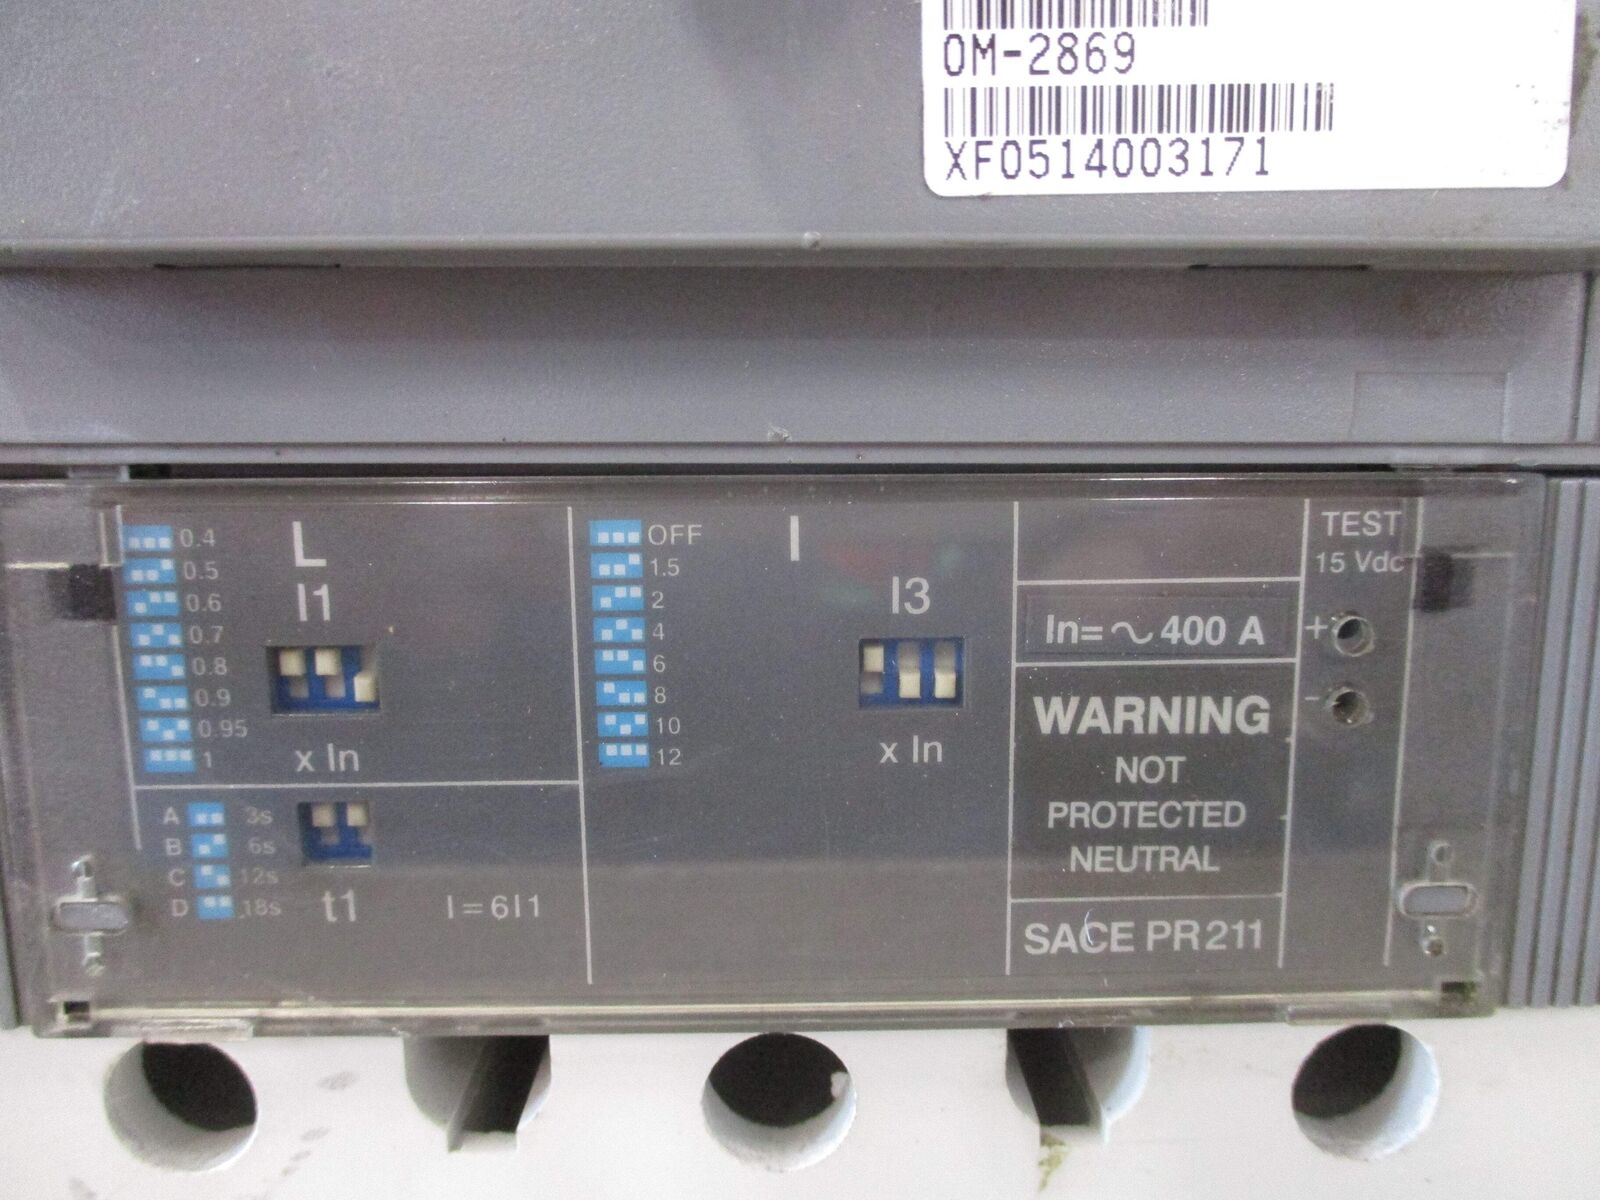 OM-2869
XF0514003171
0.4
0.5
0.6
0.7
0.8
0.9
0.95
1
L
I1
x In
A 3s
B 6s
C 12s
D 18s
t1
I=6I1
OFF
1.5
2
4
6
8
10
12
I
I3
x In
In=~400 A
WARNING
NOT
PROTECTED
NEUTRAL
SACE PR211
TEST
15 Vdc
+
-